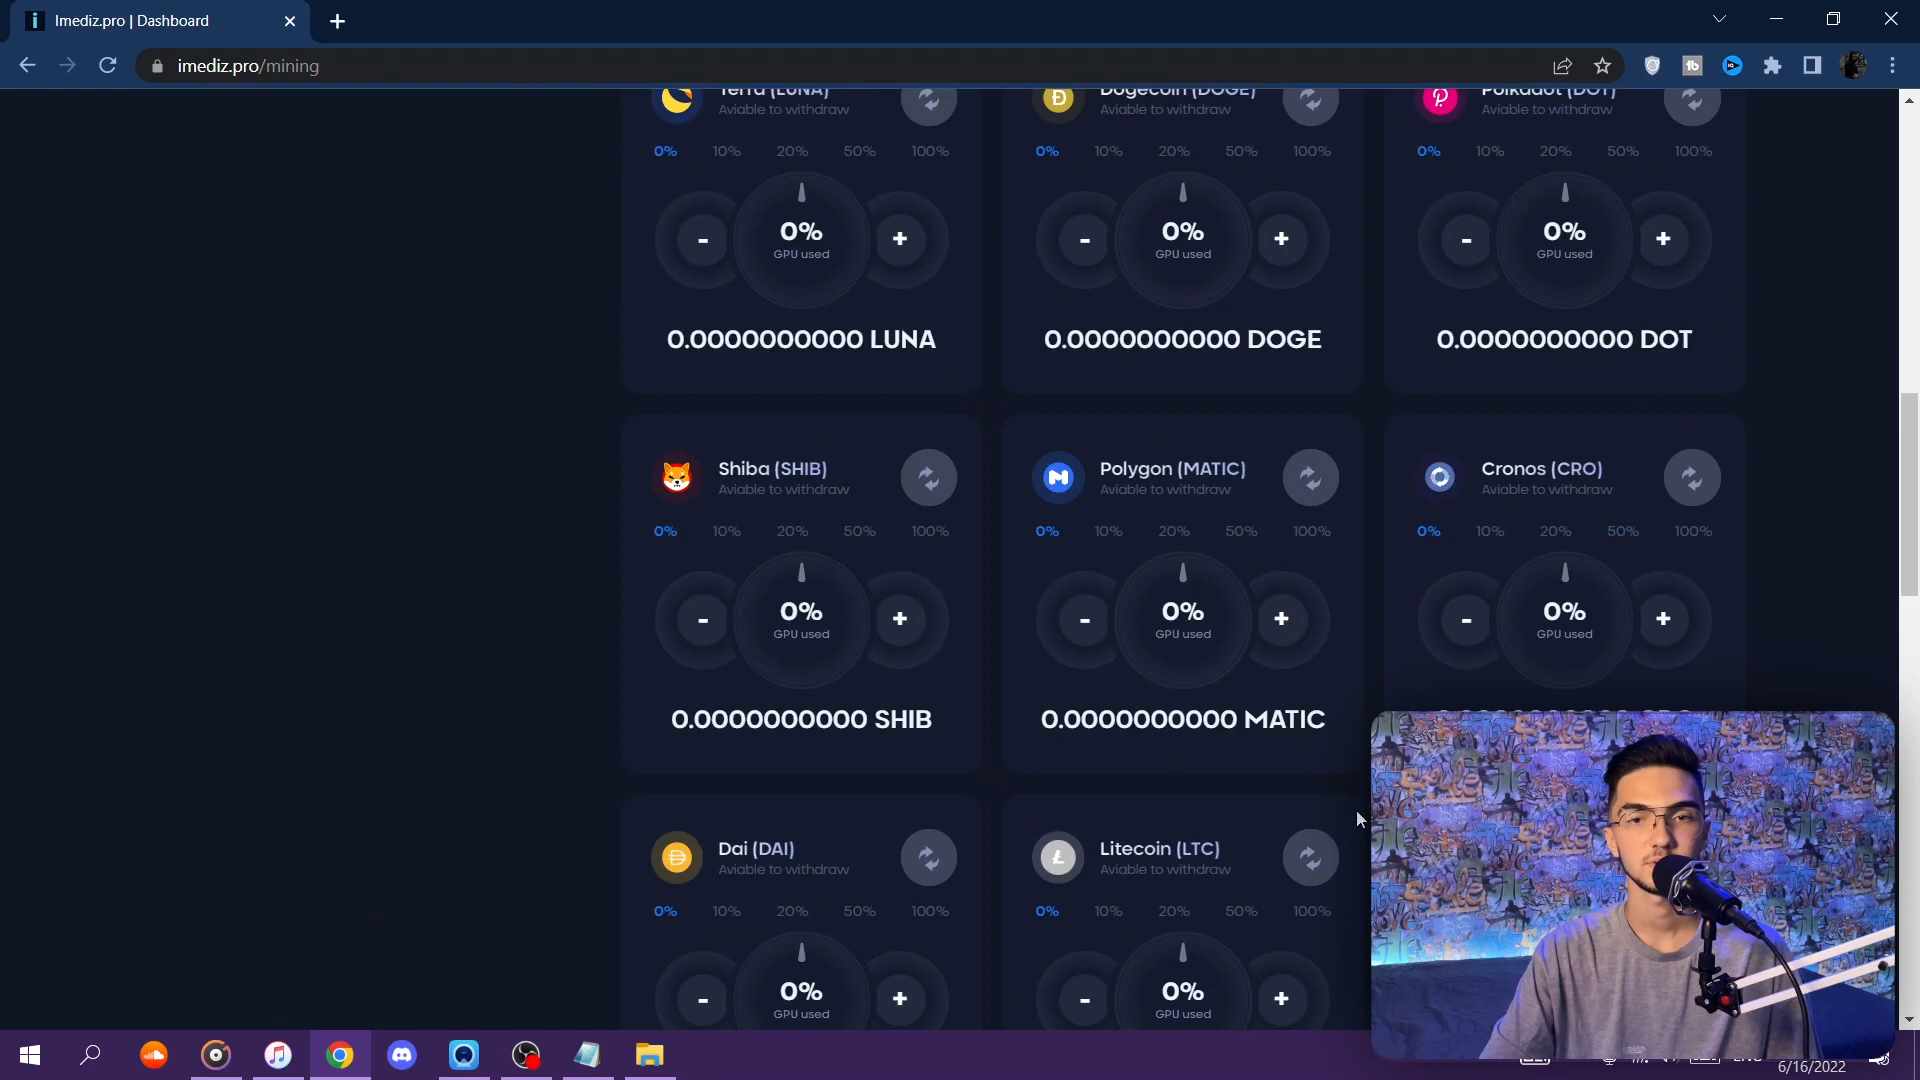 Imediz.pro | Dashboard
imediz.pro/mining
Terra (LUNA)
Aviable to withdraw
0% 10% 20% 50% 100%
-
0%
GPU used
+
0.0000000000 LUNA
Dogecoin (DOGE)
Aviable to withdraw
0% 10% 20% 50% 100%
-
0%
GPU used
+
0.0000000000 DOGE
Polkadot (DOT)
Aviable to withdraw
0% 10% 20% 50% 100%
-
0%
GPU used
+
0.0000000000 DOT
Shiba (SHIB)
Aviable to withdraw
0% 10% 20% 50% 100%
-
0%
GPU used
+
0.0000000000 SHIB
Polygon (MATIC)
Aviable to withdraw
0% 10% 20% 50% 100%
-
0%
GPU used
+
0.0000000000 MATIC
Cronos (CRO)
Aviable to withdraw
0% 10% 20% 50% 100%
-
0%
GPU used
+
Dai (DAI)
Aviable to withdraw
0% 10% 20% 50% 100%
-
0%
GPU used
+
Litecoin (LTC)
Aviable to withdraw
0% 10% 20% 50% 100%
-
0%
GPU used
+
6/16/2022